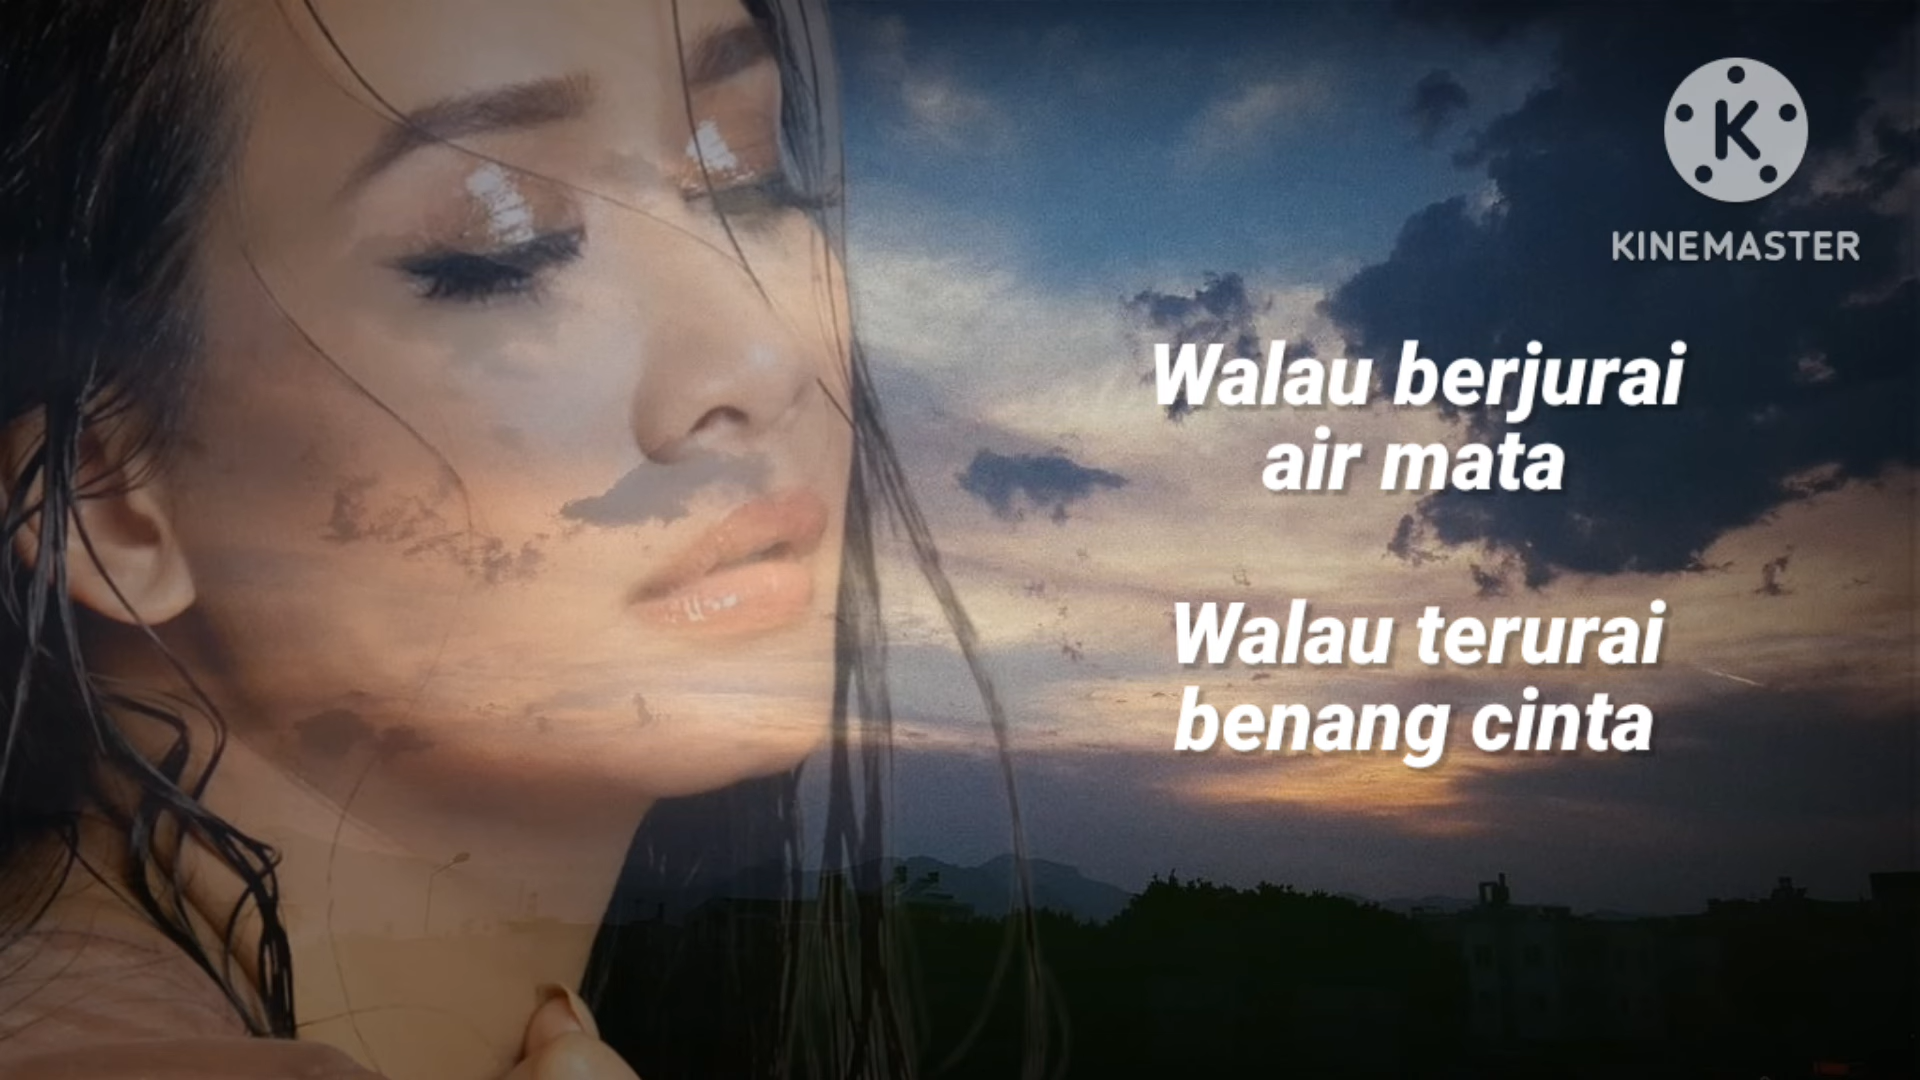 K
KINEMASTER
Walau berjurai
air mata
Walau terurai
benang cinta